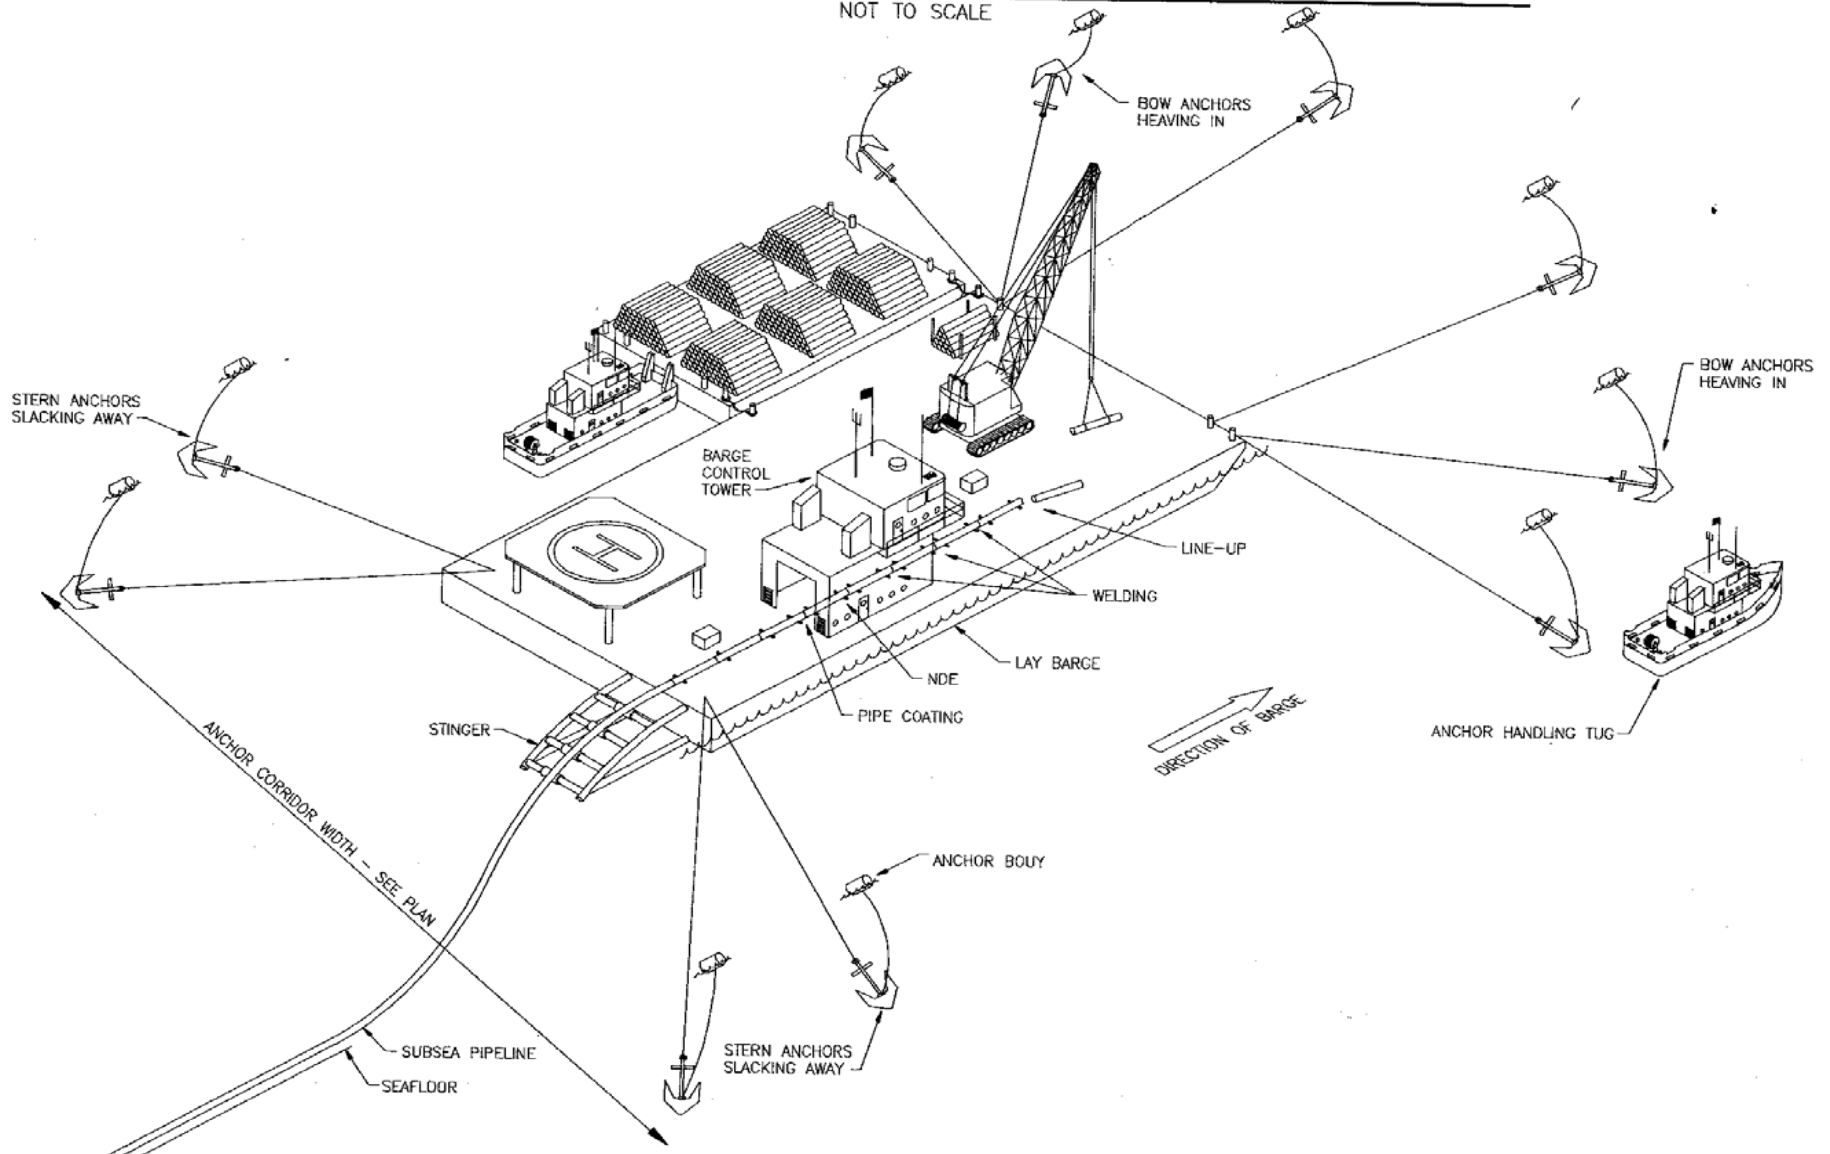 NOT TO SCALE
BOW ANCHORS
HEAVING IN
BOW ANCHORS
HEAVING IN
STERN ANCHORS
SLACKING AWAY
BARGE
CONTROL
TOWER
H
LINE-UP
WELDING
LAY BARGE
NDE
PIPE COATING
STINGER
DIRECTION OF BARGE
ANCHOR HANDLING TUG
ANCHOR CORRIDOR WIDTH - SEE PLAN
ANCHOR BOUY
STERN ANCHORS
SLACKING AWAY
SUBSEA PIPELINE
SEAFLOOR